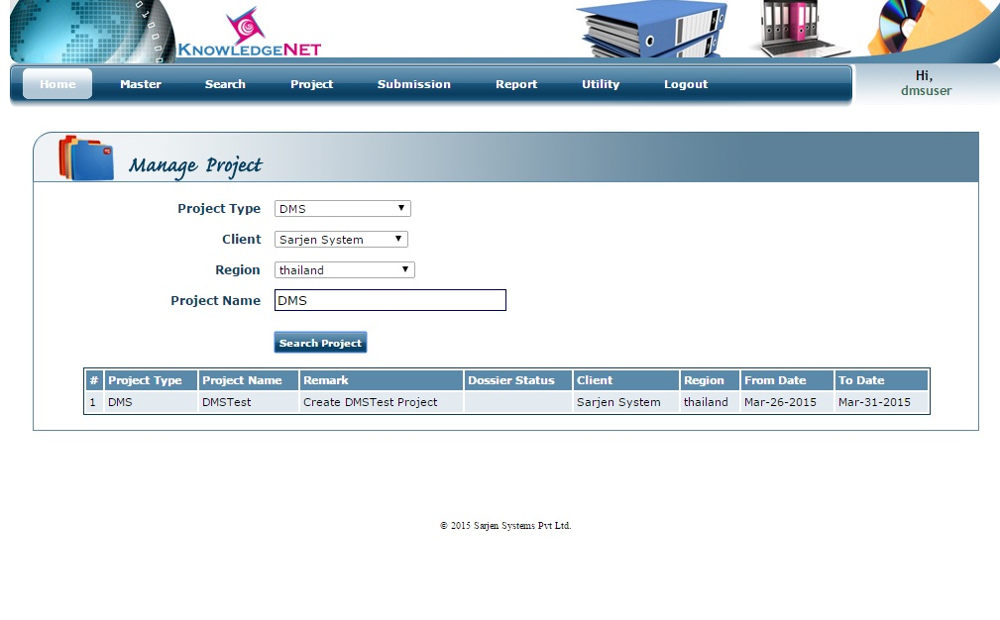 KNOWLEDGENET
Home Master Search Project Submission Report Utility Logout
Hi,
dmsuser
Manage Project
Project Type DMS
Client Sarjen System
Region thailand
Project Name DMS
Search Project
# Project Type Project Name Remark Dossier Status Client Region From Date To Date
1 DMS DMSTest Create DMSTest Project Sarjen System thailand Mar-26-2015 Mar-31-2015
© 2015 Sarjen Systems Pvt Ltd.